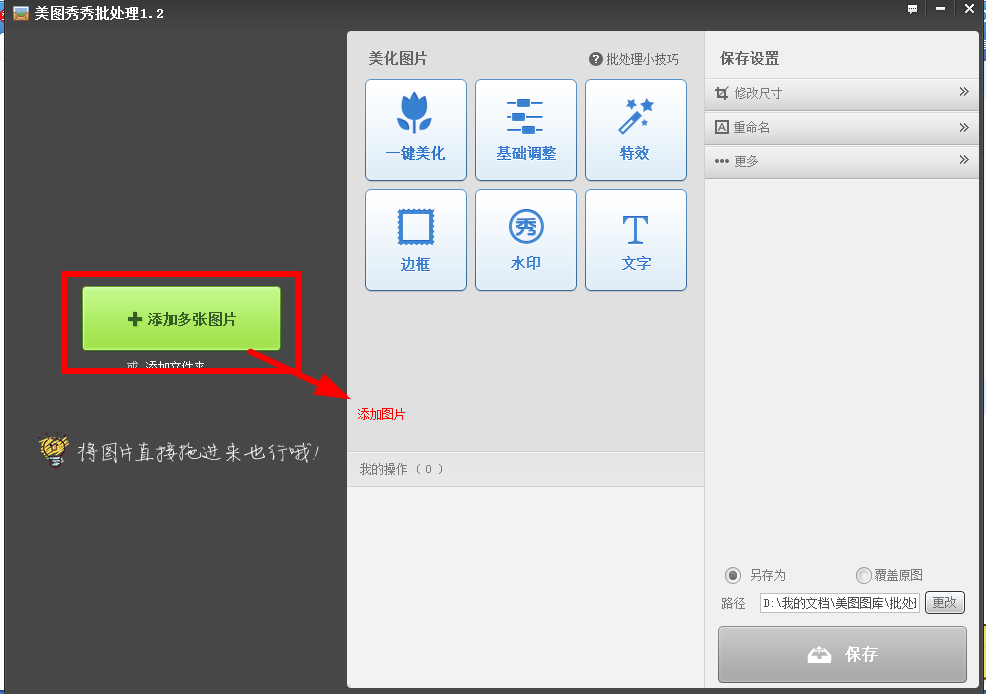 美图秀秀批处理1.2
添加多张图片
或 添加文件夹
将图片直接拖进来也行哦!
美化图片
? 批处理小技巧
一键美化
基础调整
特效
边框
秀
水印
T
文字
添加图片
我的操作 ( 0 )
保存设置
修改尺寸
A 重命名
更多
另存为
覆盖原图
路径
D:\我的文档\美图图库\批处
更改
保存